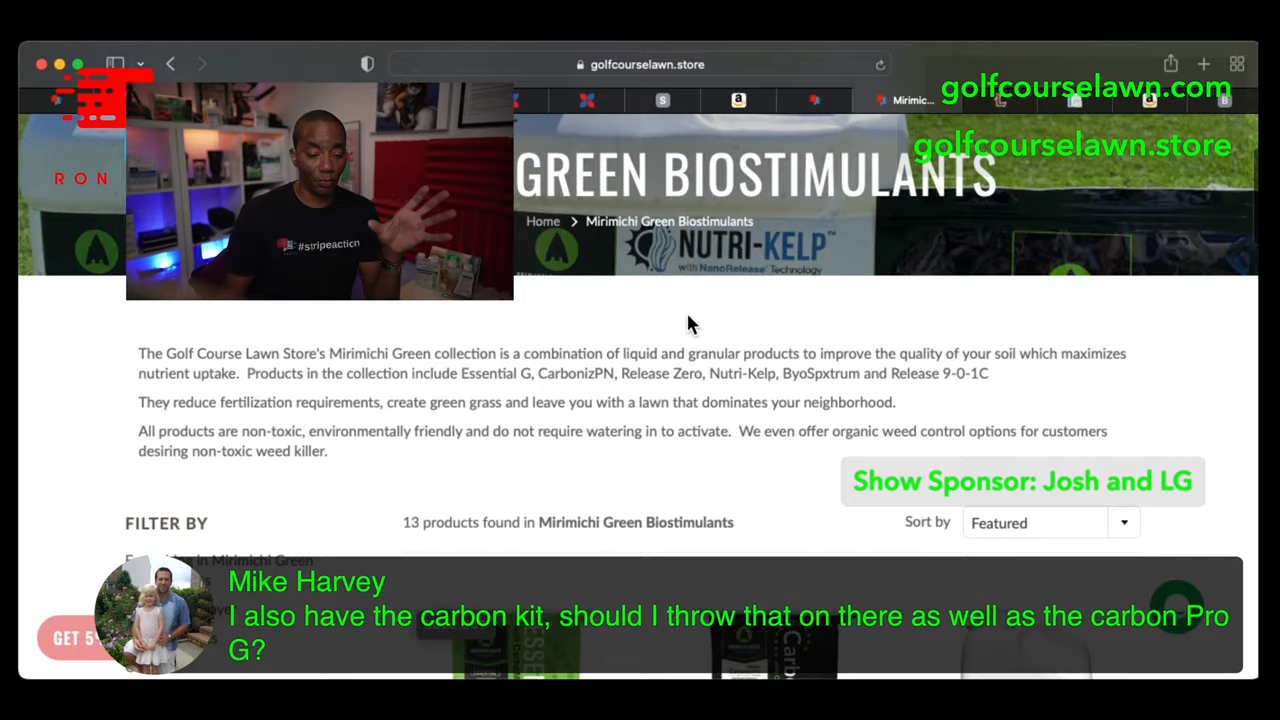 golfcourselawn.store
golfcourselawn.com
S
a
Mirimic...
a
B
golfcourselawn.store
RON
GREEN BIOSTIMULANTS
Home > Mirimichi Green Biostimulants
#stripeaction
NUTRI-KELP™
with NanoRelease™ Technology
The Golf Course Lawn Store's Mirimichi Green collection is a combination of liquid and granular products to improve the quality of your soil which maximizes
nutrient uptake. Products in the collection include Essential G, CarbonizPN, Release Zero, Nutri-Kelp, ByoSpxtrum and Release 9-0-1C
They reduce fertilization requirements, create green grass and leave you with a lawn that dominates your neighborhood.
All products are non-toxic, environmentally friendly and do not require watering in to activate. We even offer organic weed control options for customers
desiring non-toxic weed killer.
Show Sponsor: Josh and LG
FILTER BY
13 products found in Mirimichi Green Biostimulants
Sort by
Featured
in Mirimichi Green
Mike Harvey
I also have the carbon kit, should I throw that on there as well as the carbon Pro
G?
GET 5